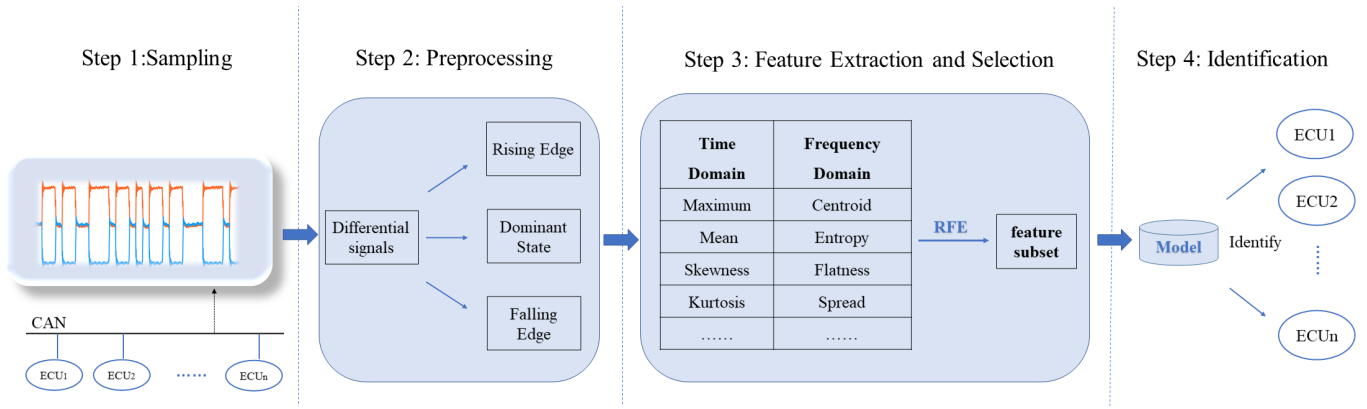 Step 1:Sampling
CAN
ECU1
ECU2
……
ECUn
Step 2: Preprocessing
Differential
signals
Rising Edge
Dominant
State
Falling
Edge
Step 3: Feature Extraction and Selection
Time
Domain
Frequency
Domain
Maximum
Centroid
Mean
Entropy
Skewness
Flatness
Kurtosis
Spread
……
……
RFE
feature
subset
Step 4: Identification
Model
Identify
ECU1
ECU2
……
ECUn